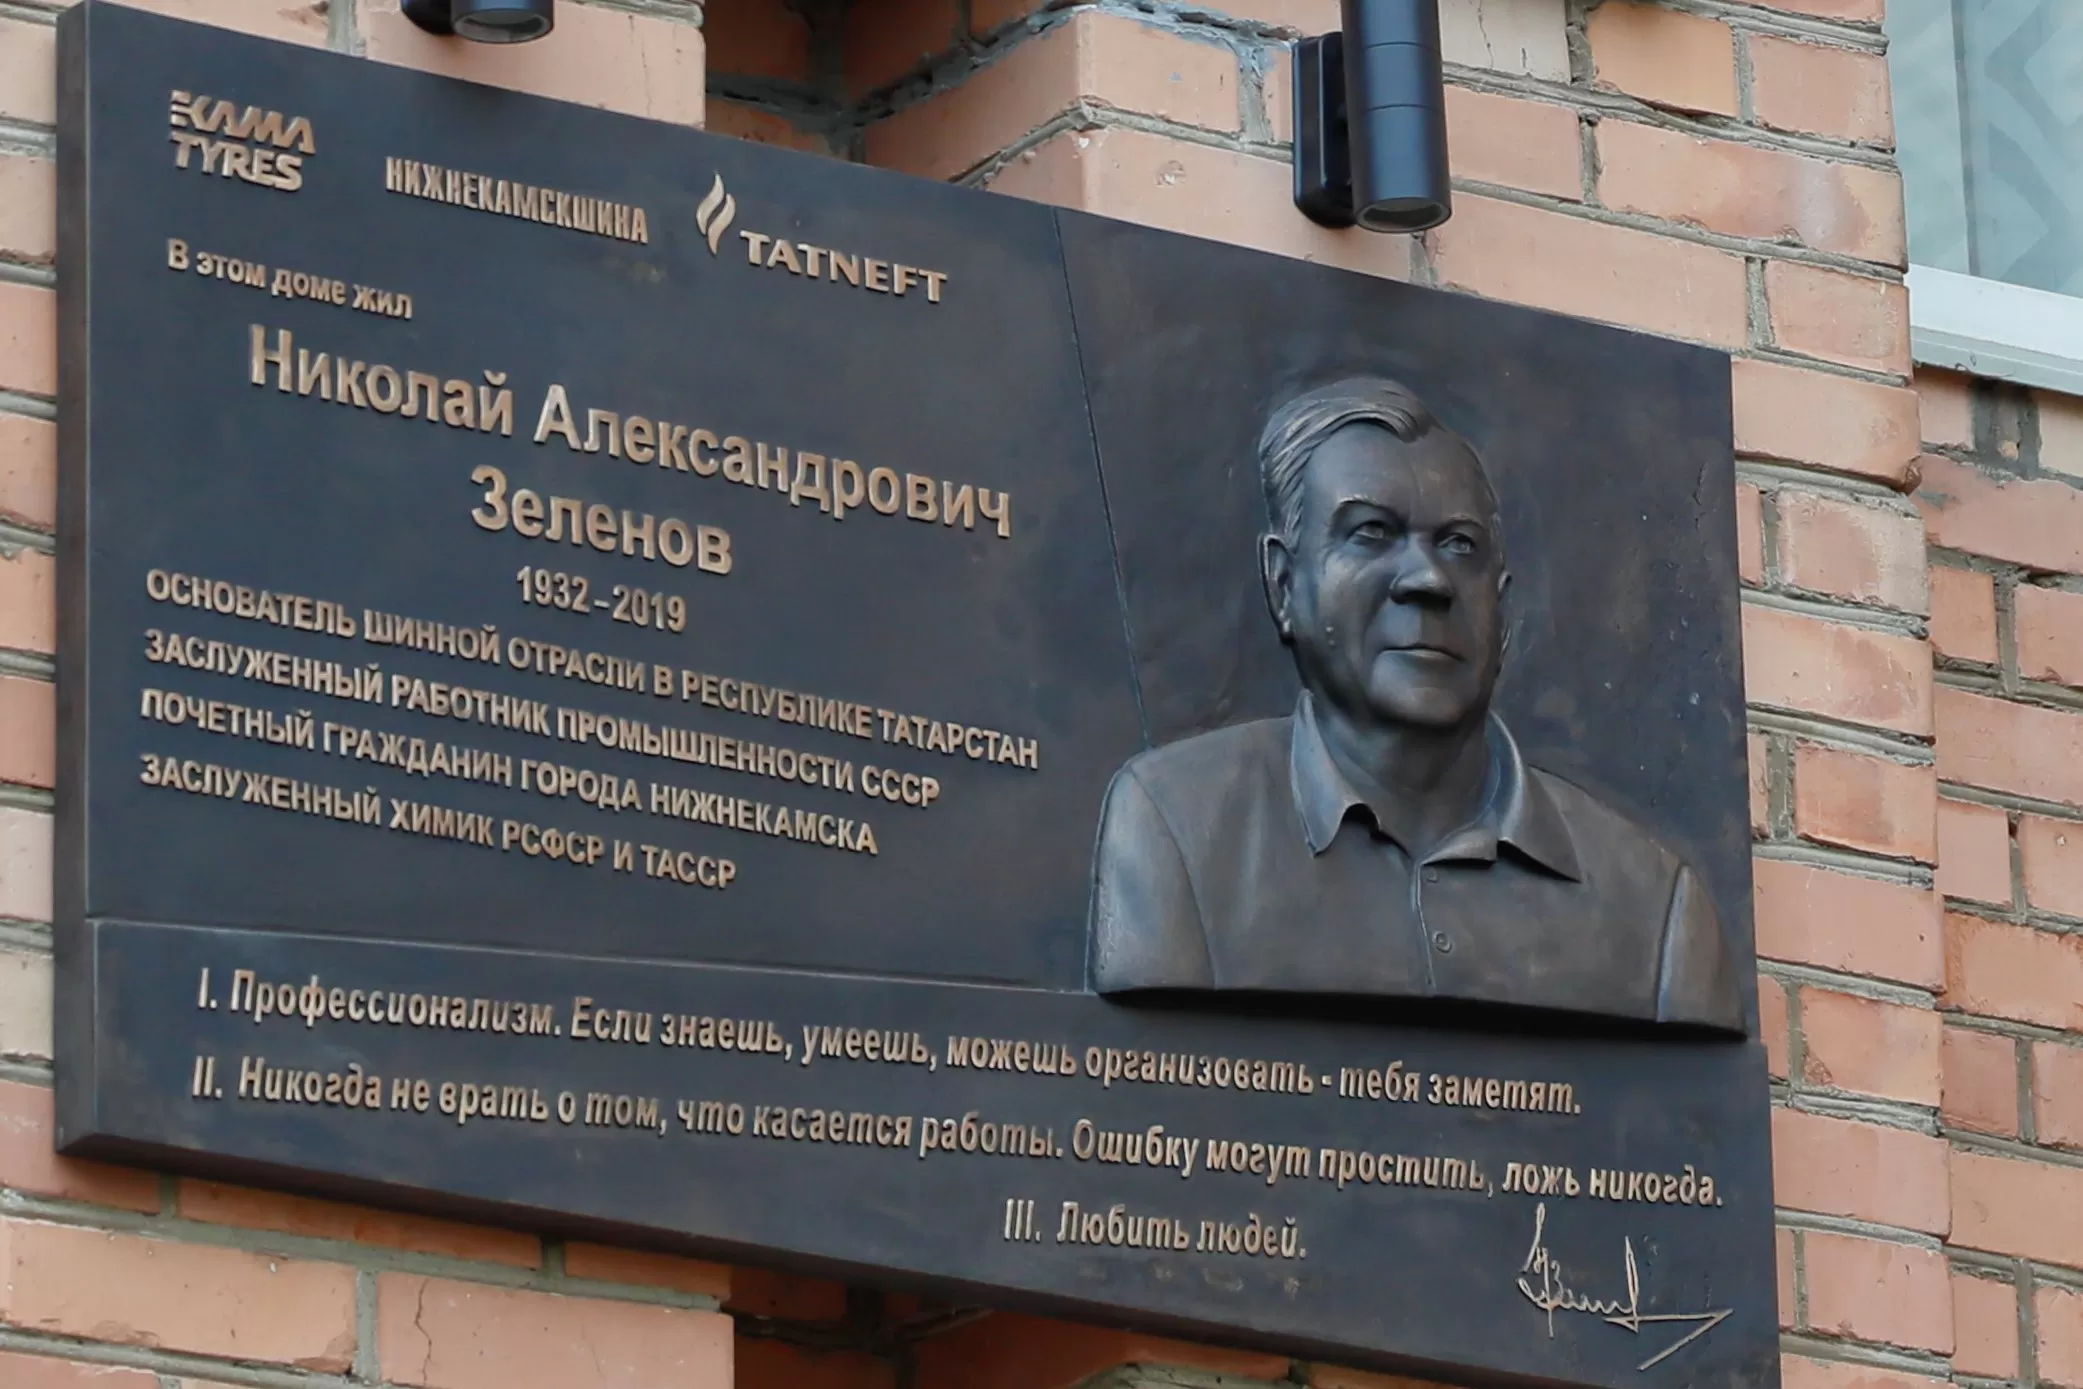 KAMA
TYRES
НИЖНЕКАМСКШИНА
TATNEFT
В этом доме жил
Николай Александрович
Зеленов
1932-2019
ОСНОВАТЕЛЬ ШИННОЙ ОТРАСЛИ В РЕСПУБЛИКЕ ТАТАРСТАН
ЗАСЛУЖЕННЫЙ РАБОТНИК ПРОМЫШЛЕННОСТИ СССР
ПОЧЕТНЫЙ ГРАЖДАНИН ГОРОДА НИЖНЕКАМСКА
ЗАСЛУЖЕННЫЙ ХИМИК РСФСР И ТАССР
I. Профессионализм. Если знаешь, умеешь, можешь организовать - тебя заметят.
II. Никогда не врать о том, что касается работы. Ошибку могут простить, ложь никогда.
III. Любить людей.